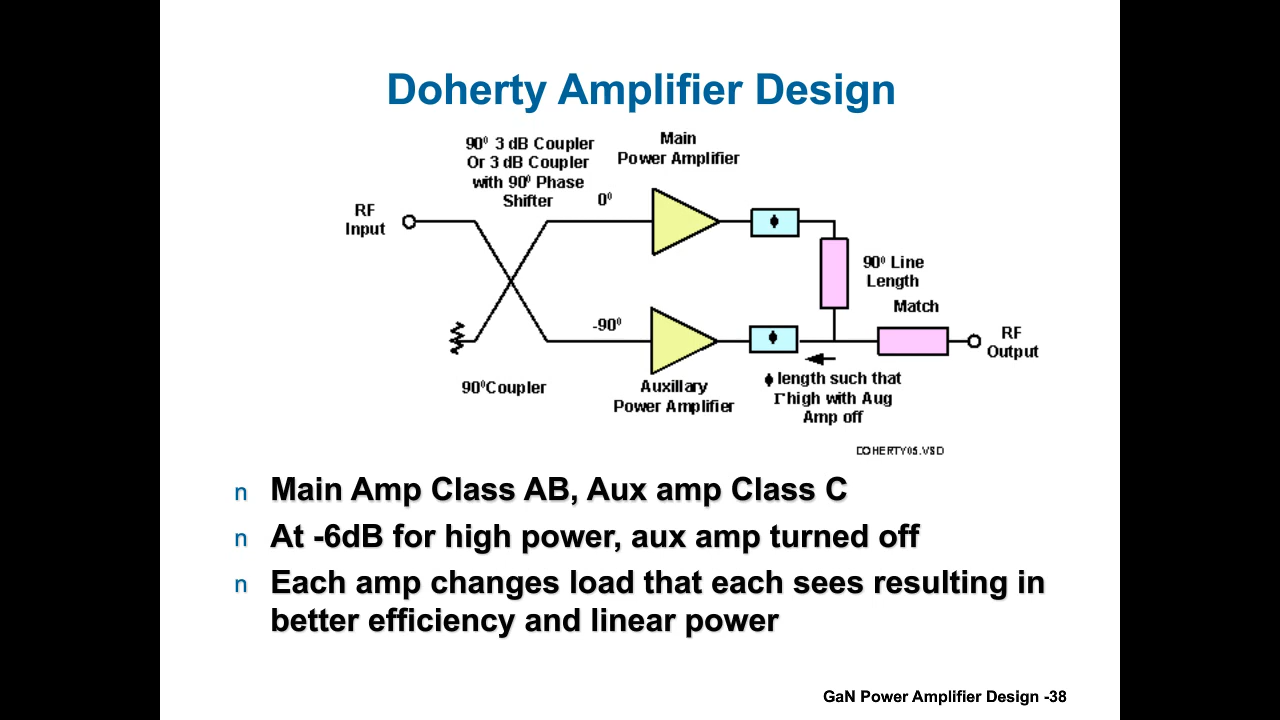 Doherty Amplifier Design
90⁰ 3 dB Coupler
Or 3 dB Coupler
with 90⁰ Phase
Shifter
Main
Power Amplifier
0⁰
RF
Input
ϕ
90⁰ Line
Length
Match
-90⁰
ϕ
RF
Output
90⁰Coupler
Auxillary
Power Amplifier
ϕ length such that
Γhigh with Aug
Amp off
DOHERTY05.VSD
n Main Amp Class AB, Aux amp Class C
n At -6dB for high power, aux amp turned off
n Each amp changes load that each sees resulting in
better efficiency and linear power
GaN Power Amplifier Design -38